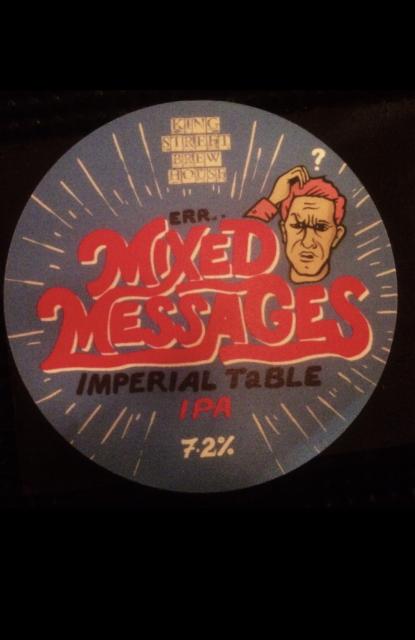 KING
STREET
BREW
HOUSE
?
ERR..
MIXED
MESSAGES
IMPERIAL TaBLE
IPA
7.2%